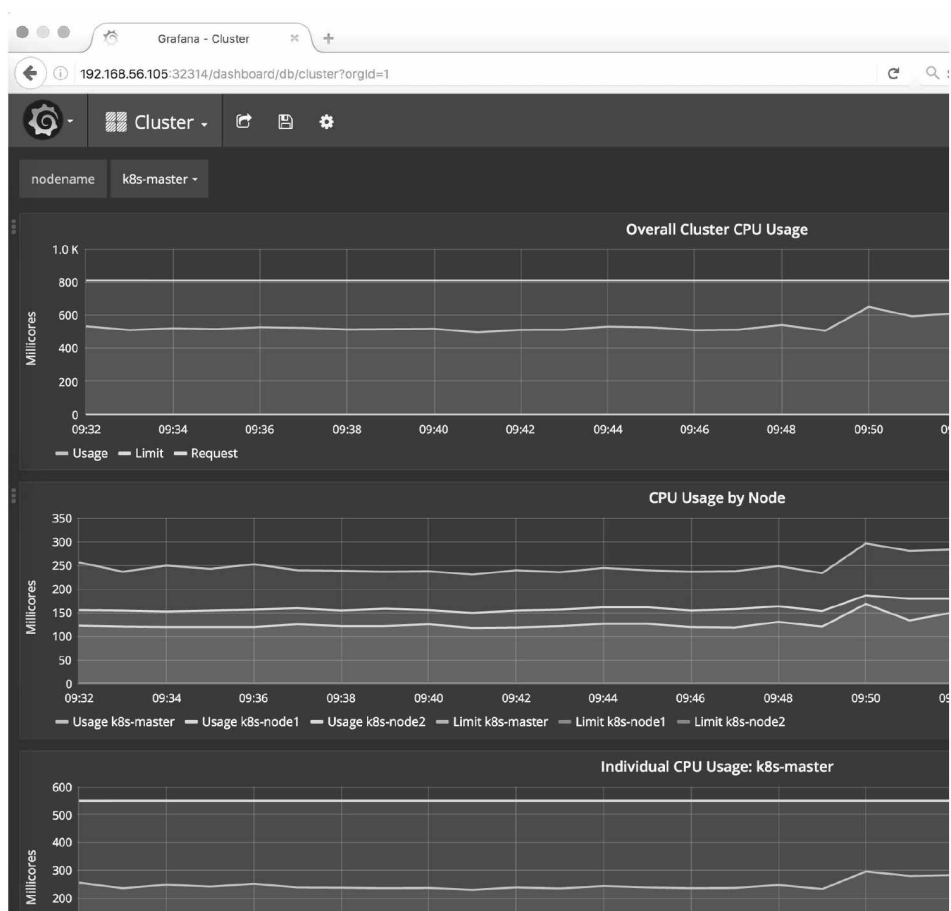 Grafana - Cluster
192.168.56.105:32314/dashboard/db/cluster?orgId=1
Cluster
nodename k8s-master
Overall Cluster CPU Usage
1.0 K
800
600
400
200
0
Millicores
09:32 09:34 09:36 09:38 09:40 09:42 09:44 09:46 09:48 09:50
Usage Limit Request
CPU Usage by Node
350
300
250
200
150
100
50
0
Millicores
09:32 09:34 09:36 09:38 09:40 09:42 09:44 09:46 09:48 09:50
Usage k8s-master Usage k8s-node1 Usage k8s-node2 Limit k8s-master Limit k8s-node1 Limit k8s-node2
Individual CPU Usage: k8s-master
600
500
400
300
200
Millicores